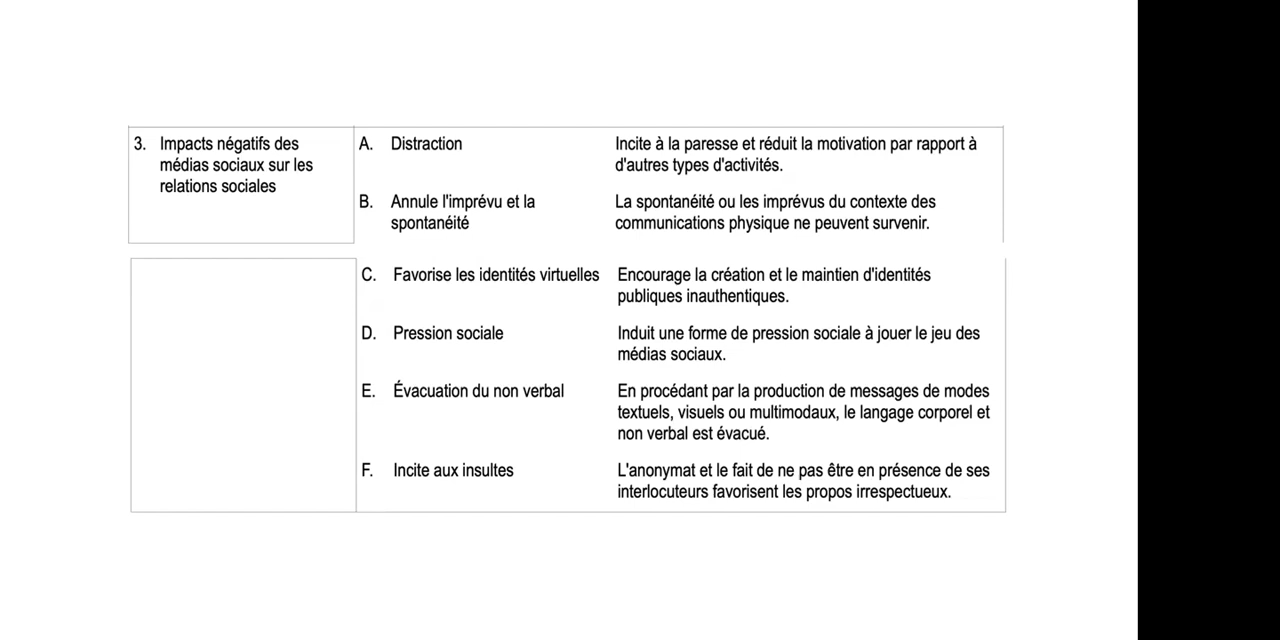 3. Impacts négatifs des
médias sociaux sur les
relations sociales
A. Distraction
Incite à la paresse et réduit la motivation par rapport à
d'autres types d'activités.
B. Annule l'imprévu et la
spontanéité
La spontanéité ou les imprévus du contexte des
communications physique ne peuvent survenir.
C. Favorise les identités virtuelles
Encourage la création et le maintien d'identités
publiques inauthentiques.
D. Pression sociale
Induit une forme de pression sociale à jouer le jeu des
médias sociaux.
E. Évacuation du non verbal
En procédant par la production de messages de modes
textuels, visuels ou multimodaux, le langage corporel et
non verbal est évacué.
F. Incite aux insultes
L'anonymat et le fait de ne pas être en présence de ses
interlocuteurs favorisent les propos irrespectueux.